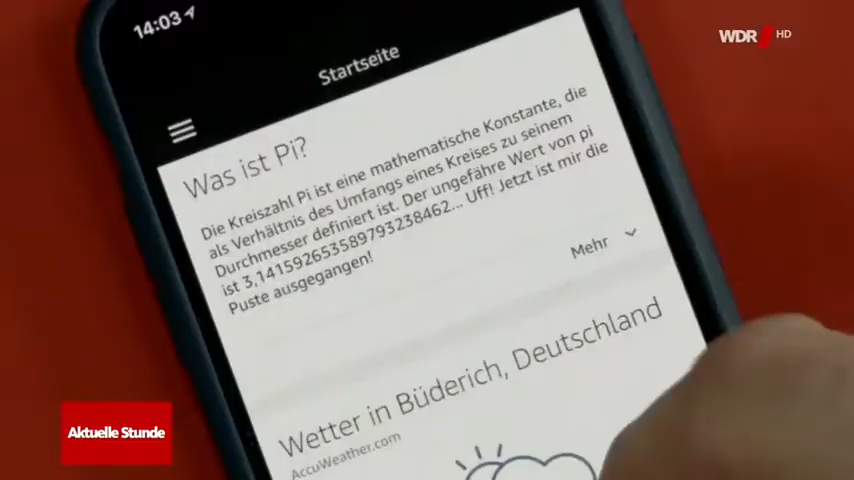 14:03
WDR HD
Startseite
Was ist Pi?
Die Kreiszahl Pi ist eine mathematische Konstante, die
als Verhältnis des Umfangs eines Kreises zu seinem
Durchmesser definiert ist. Der ungefähre Wert von pi
ist 3,14159265358979323846​2... Uff! Jetzt ist mir die
Puste ausgegangen!
Mehr
Wetter in Büderich, Deutschland
AccuWeather.com
Aktuelle Stunde